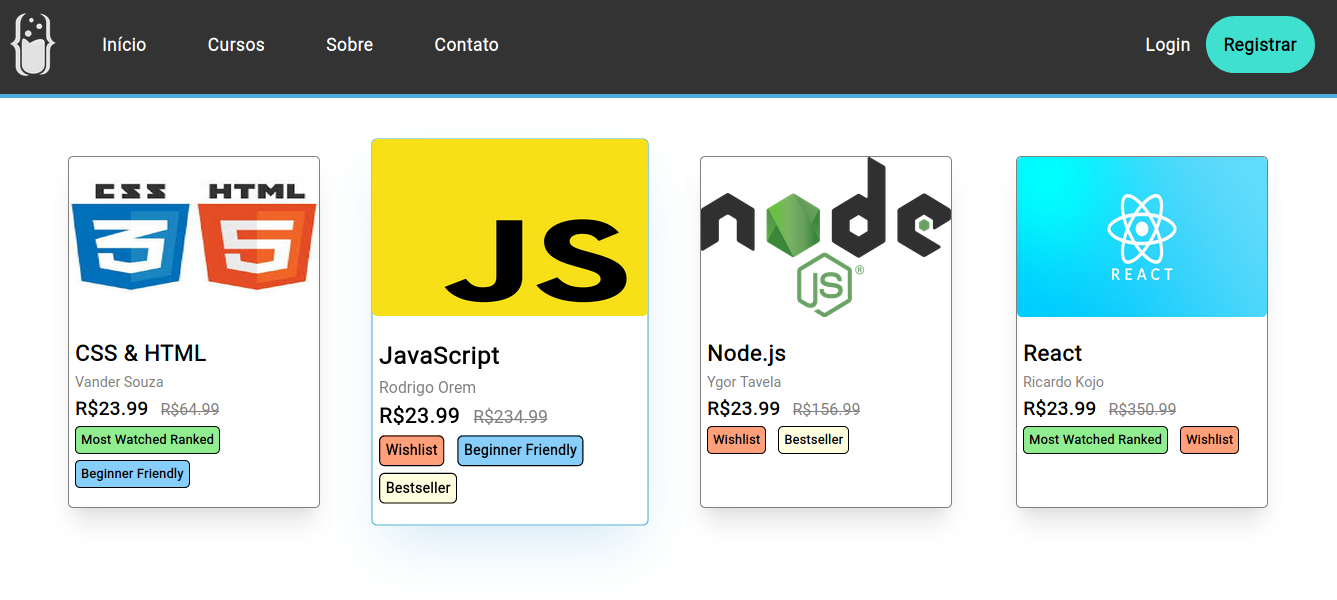 Início Cursos Sobre Contato Login Registrar
CSS HTML
3 5
CSS & HTML
Vander Souza
R$23.99 R$64.99
Most Watched Ranked
Beginner Friendly
JS
JavaScript
Rodrigo Orem
R$23.99 R$234.99
Wishlist Beginner Friendly
Bestseller
node
JS ®
Node.js
Ygor Tavela
R$23.99 R$156.99
Wishlist Bestseller
REACT
React
Ricardo Kojo
R$23.99 R$350.99
Most Watched Ranked Wishlist